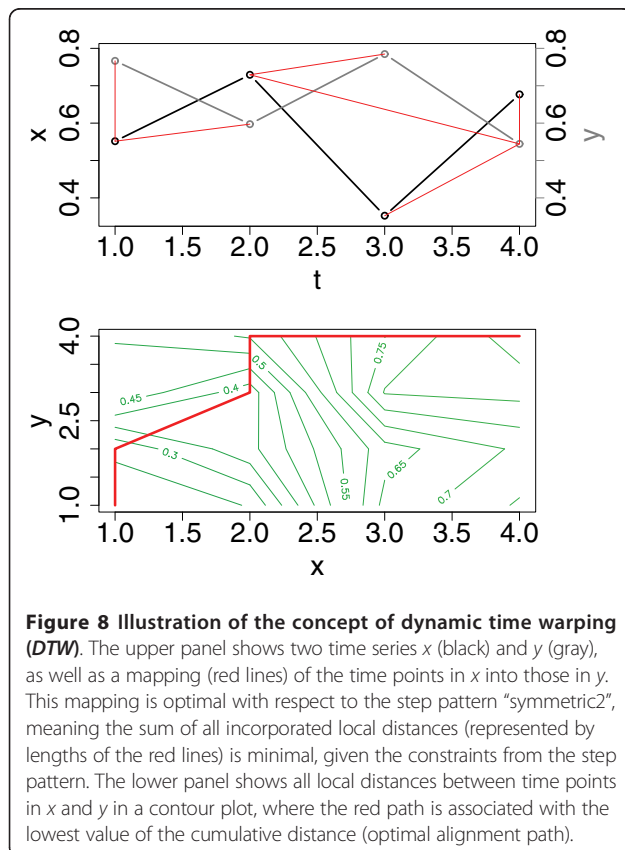 0.8
0.6
0.4
x
0.8
0.6
0.4
y
1.0 1.5 2.0 2.5 3.0 3.5 4.0
t
4.0
2.5
1.0
y
0.45
0.4
0.3
0.5
0.55
0.75
0.65
0.7
1.0 1.5 2.0 2.5 3.0 3.5 4.0
x
Figure 8 Illustration of the concept of dynamic time warping
(DTW). The upper panel shows two time series x (black) and y (gray),
as well as a mapping (red lines) of the time points in x into those in y.
This mapping is optimal with respect to the step pattern “symmetric2”,
meaning the sum of all incorporated local distances (represented by
lengths of the red lines) is minimal, given the constraints from the step
pattern. The lower panel shows all local distances between time points
in x and y in a contour plot, where the red path is associated with the
lowest value of the cumulative distance (optimal alignment path).